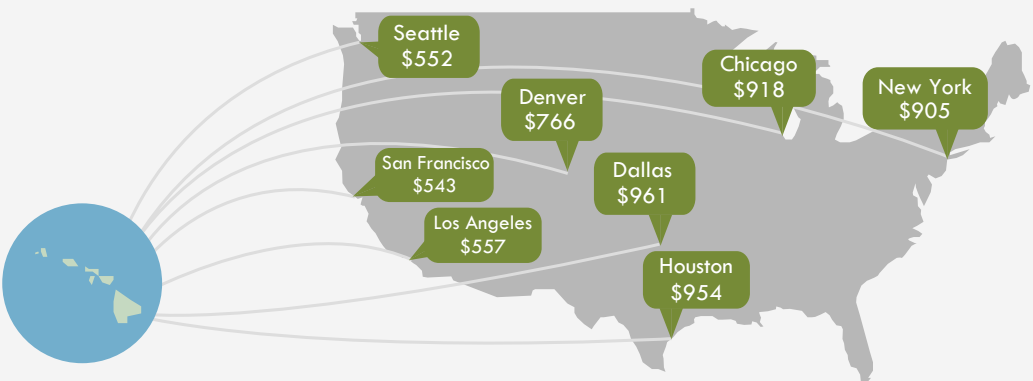 Seattle
$552
Chicago
$918
New York
$905
Denver
$766
San Francisco
$543
Dallas
$961
Los Angeles
$557
Houston
$954